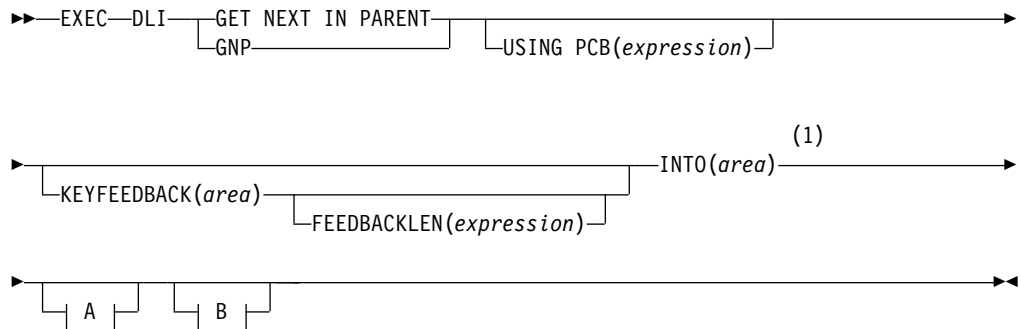 EXEC DLI GET NEXT IN PARENT
GNP USING PCB(expression)
(1)
INTO(area)
KEYFEEDBACK(area)
FEEDBACKLEN(expression)
A B